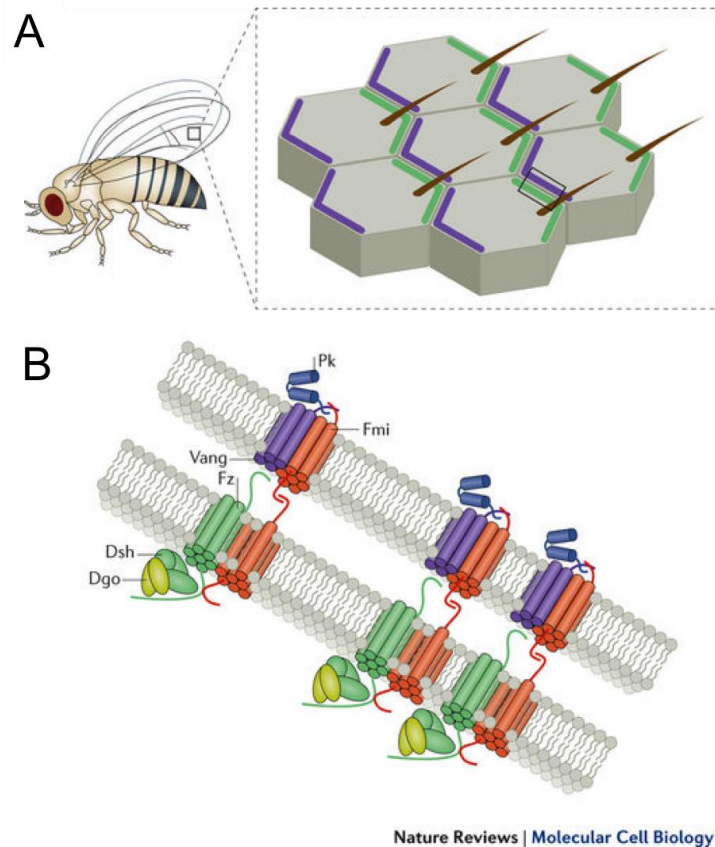 A
B
Pk
Fmi
Vang
Fz
Dsh
Dgo
Nature Reviews | Molecular Cell Biology